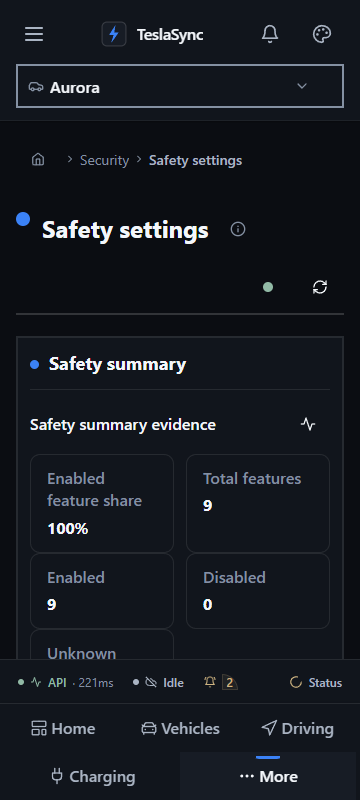 TeslaSync
Aurora
Security
Safety settings
Safety settings
Safety summary
Safety summary evidence
Enabled
feature share
100%
Total features
9
Enabled
9
Disabled
0
Unknown
API · 221ms
Idle
2
Status
Home
Vehicles
Driving
Charging
More